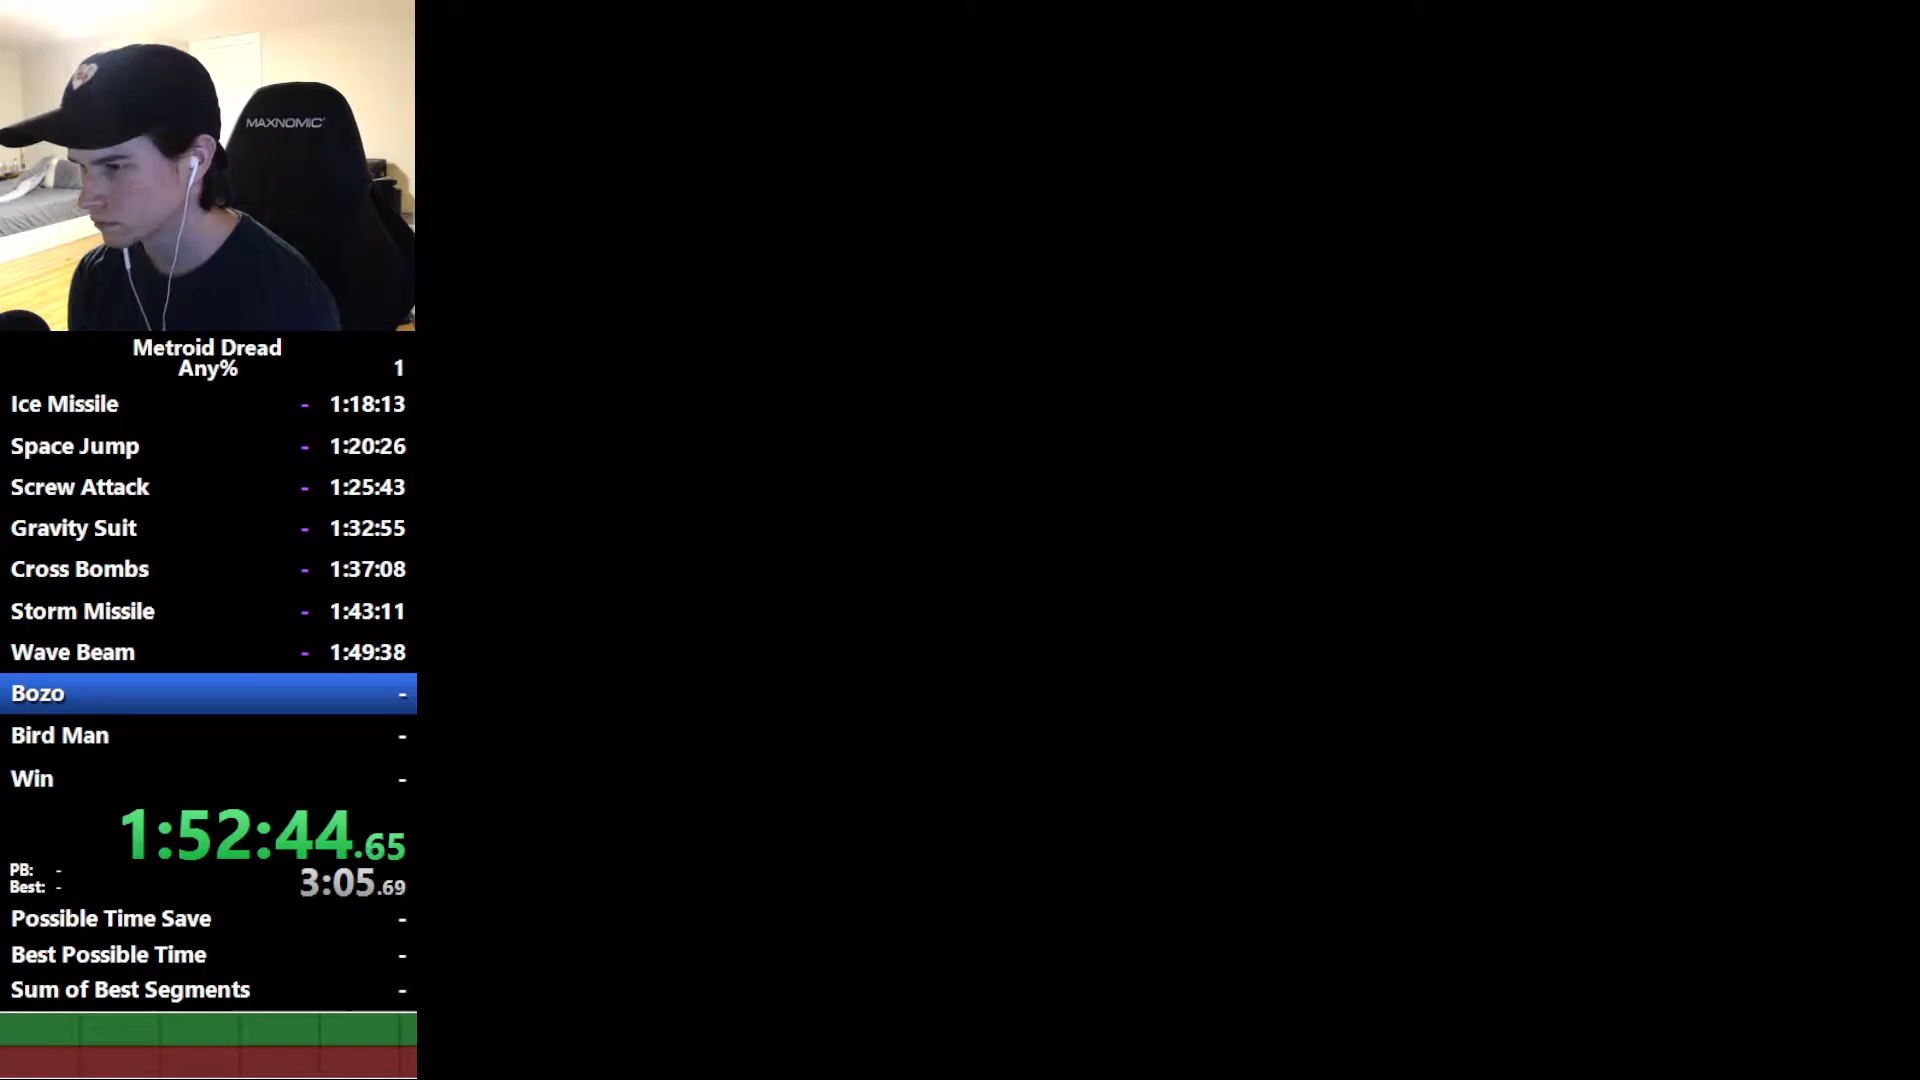 MAXNOMIC
Metroid Dread
Any% 1
Ice Missile - 1:18:13
Space Jump - 1:20:26
Screw Attack - 1:25:43
Gravity Suit - 1:32:55
Cross Bombs - 1:37:08
Storm Missile - 1:43:11
Wave Beam - 1:49:38
Bozo -
Bird Man -
Win -
1:52:44.65
PB: -
Best: - 3:05.69
Possible Time Save -
Best Possible Time -
Sum of Best Segments -